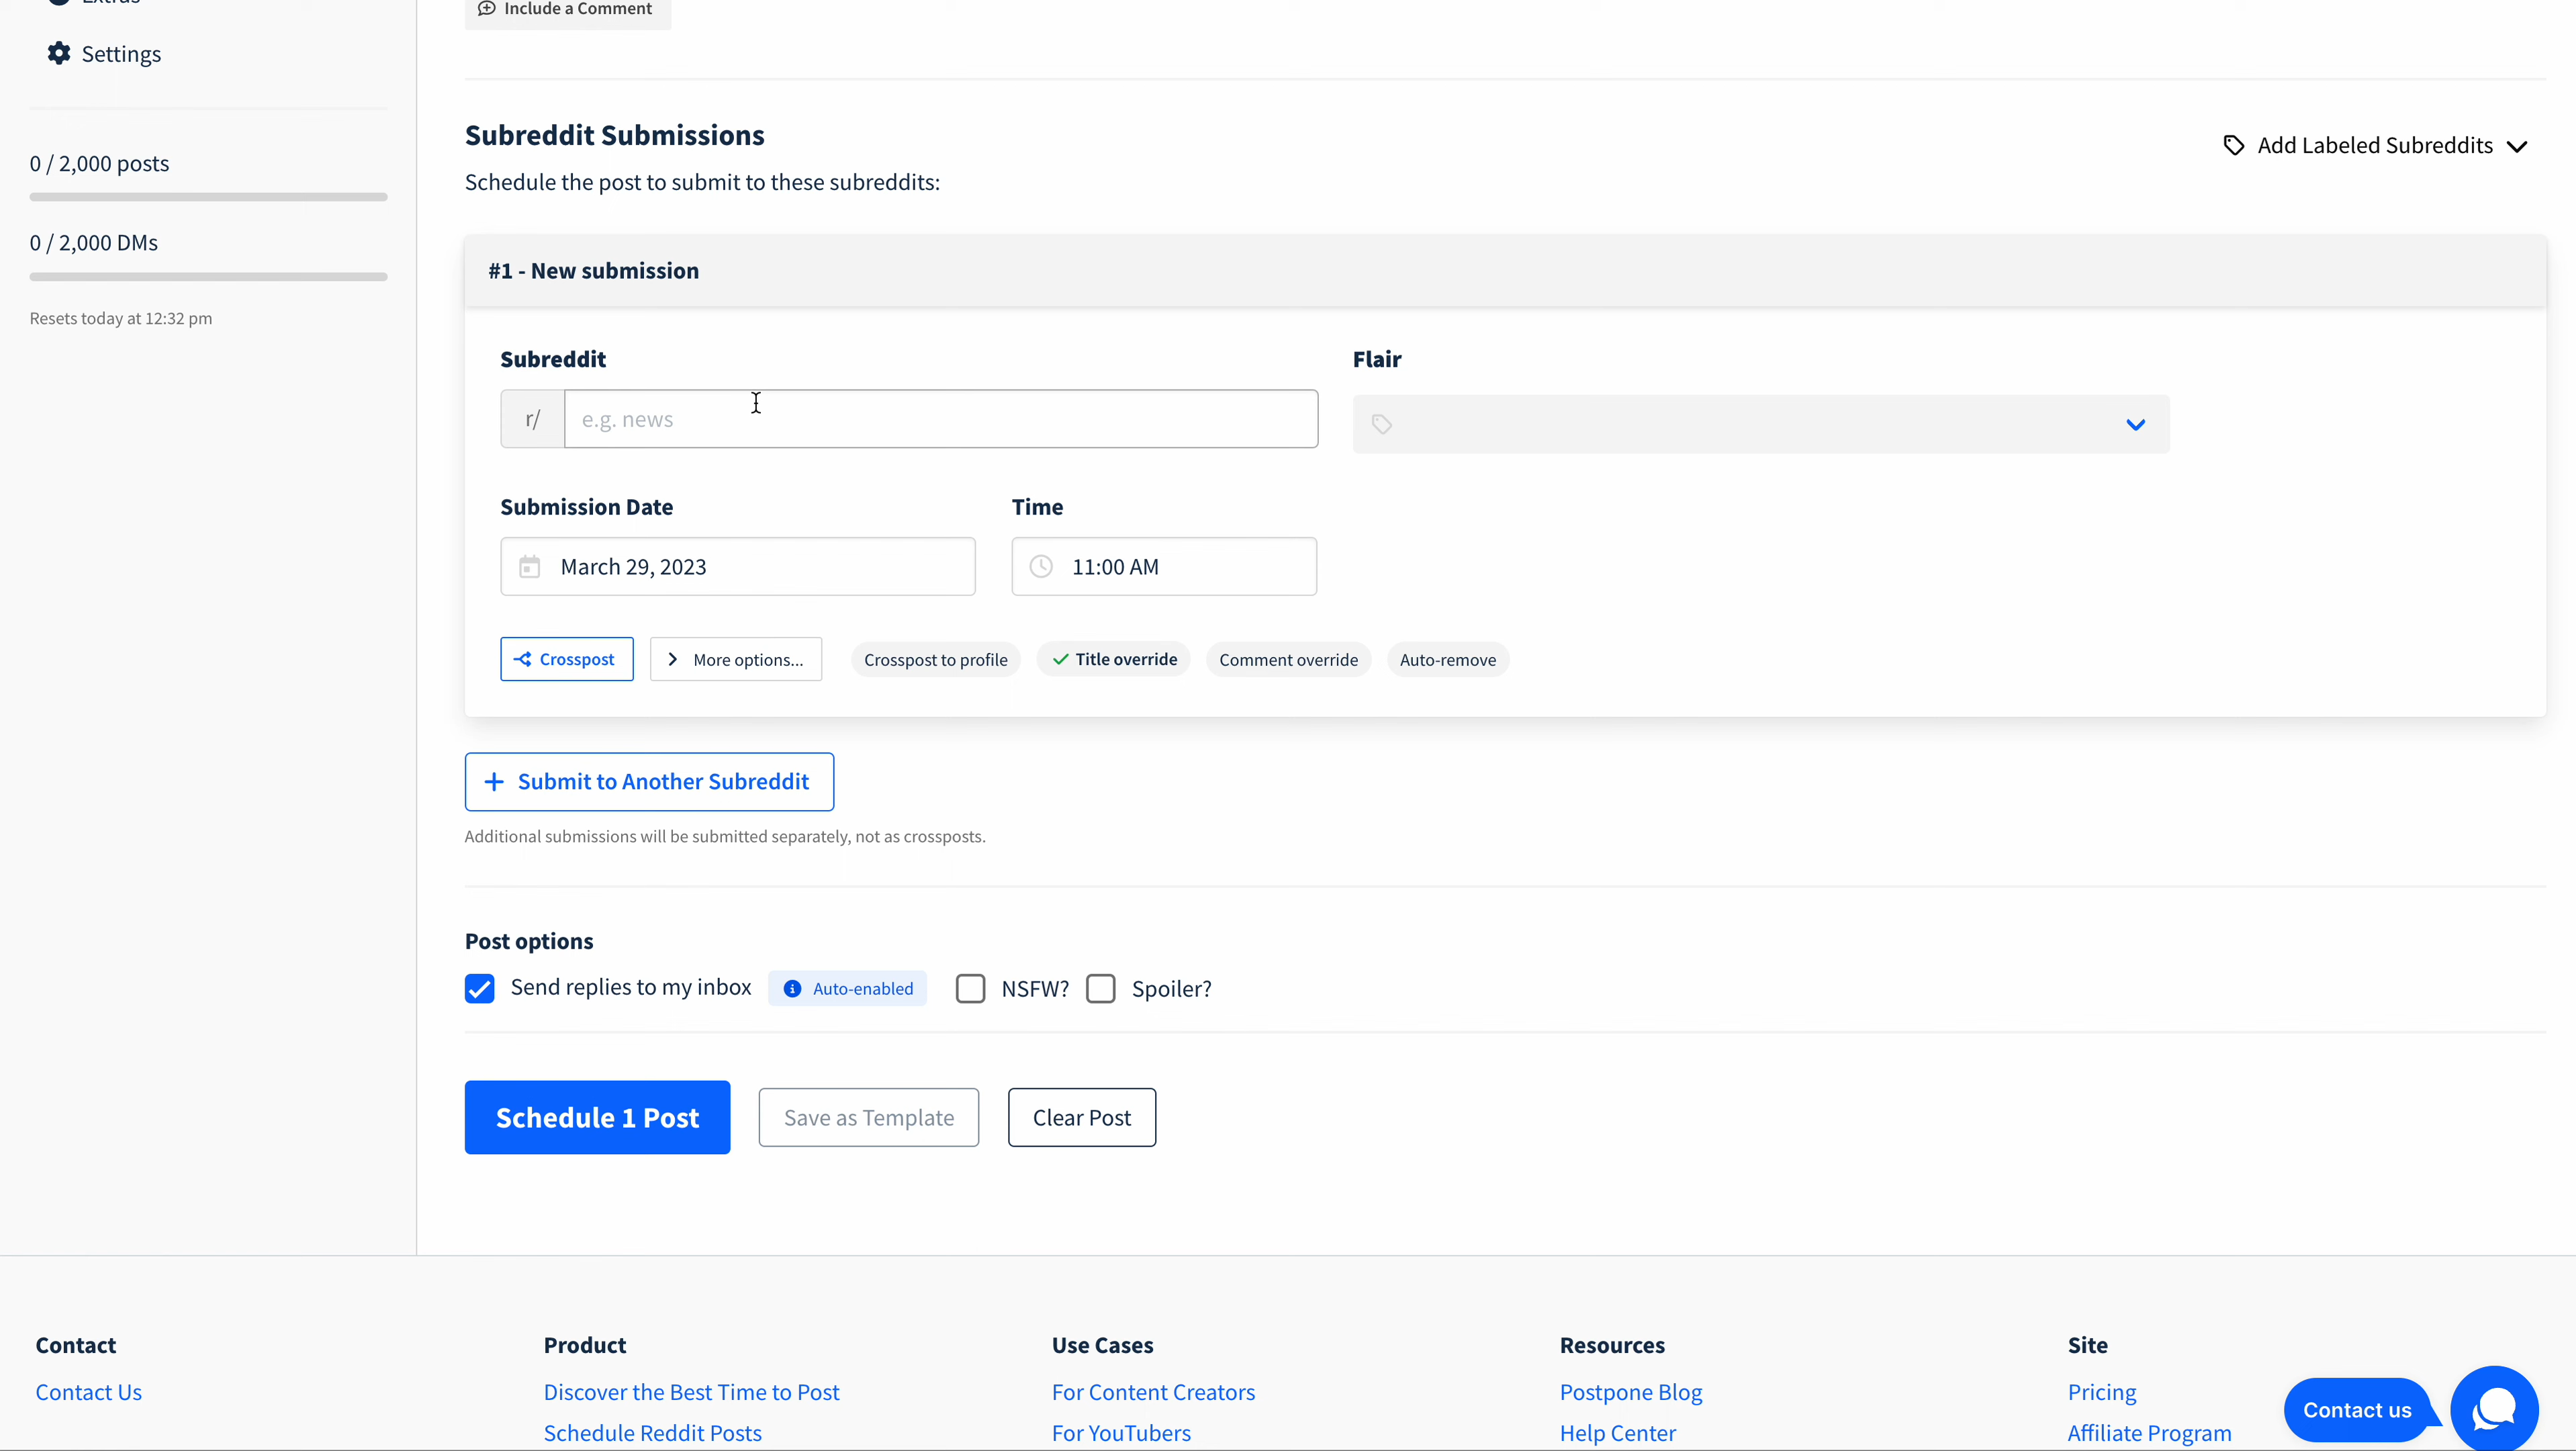 Extras
Include a Comment
Settings
0 / 2,000 posts
0 / 2,000 DMs
Resets today at 12:32 pm
Subreddit Submissions
Add Labeled Subreddits
Schedule the post to submit to these subreddits:
#1 - New submission
Subreddit
Flair
r/ e.g. news
Submission Date
Time
March 29, 2023
11:00 AM
Crosspost
More options...
Crosspost to profile
Title override
Comment override
Auto-remove
Submit to Another Subreddit
Additional submissions will be submitted separately, not as crossposts.
Post options
Send replies to my inbox
Auto-enabled
NSFW?
Spoiler?
Schedule 1 Post
Save as Template
Clear Post
Contact
Contact Us
Product
Discover the Best Time to Post
Schedule Reddit Posts
Use Cases
For Content Creators
For YouTubers
Resources
Postpone Blog
Help Center
Site
Pricing
Affiliate Program
Contact us